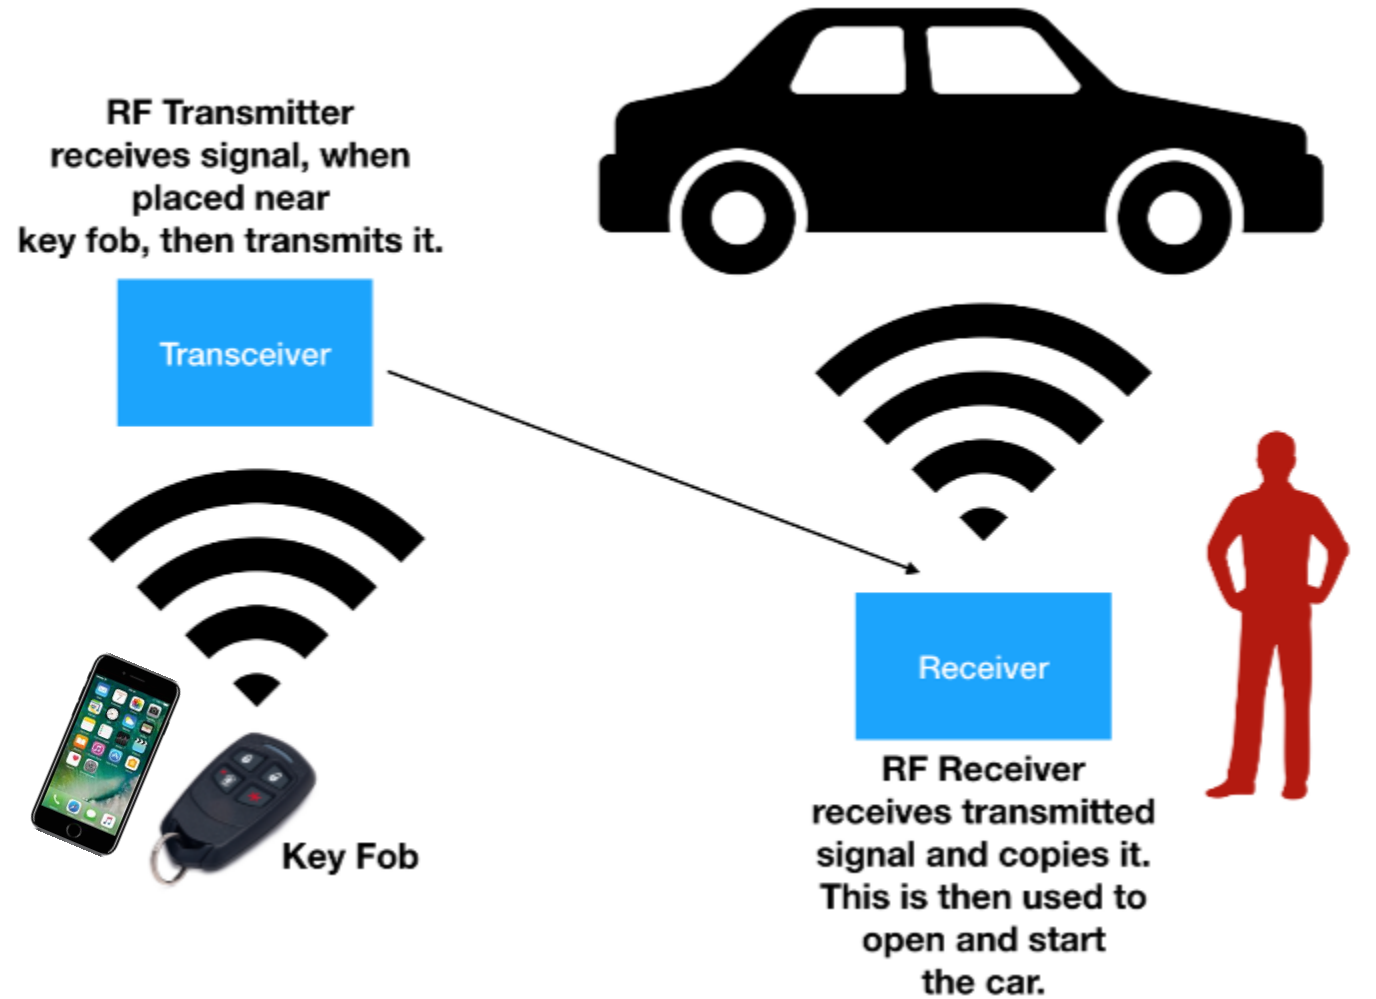 RF Transmitter
receives signal, when
placed near
key fob, then transmits it.
Transceiver
Key Fob
Receiver
RF Receiver
receives transmitted
signal and copies it.
This is then used to
open and start
the car.